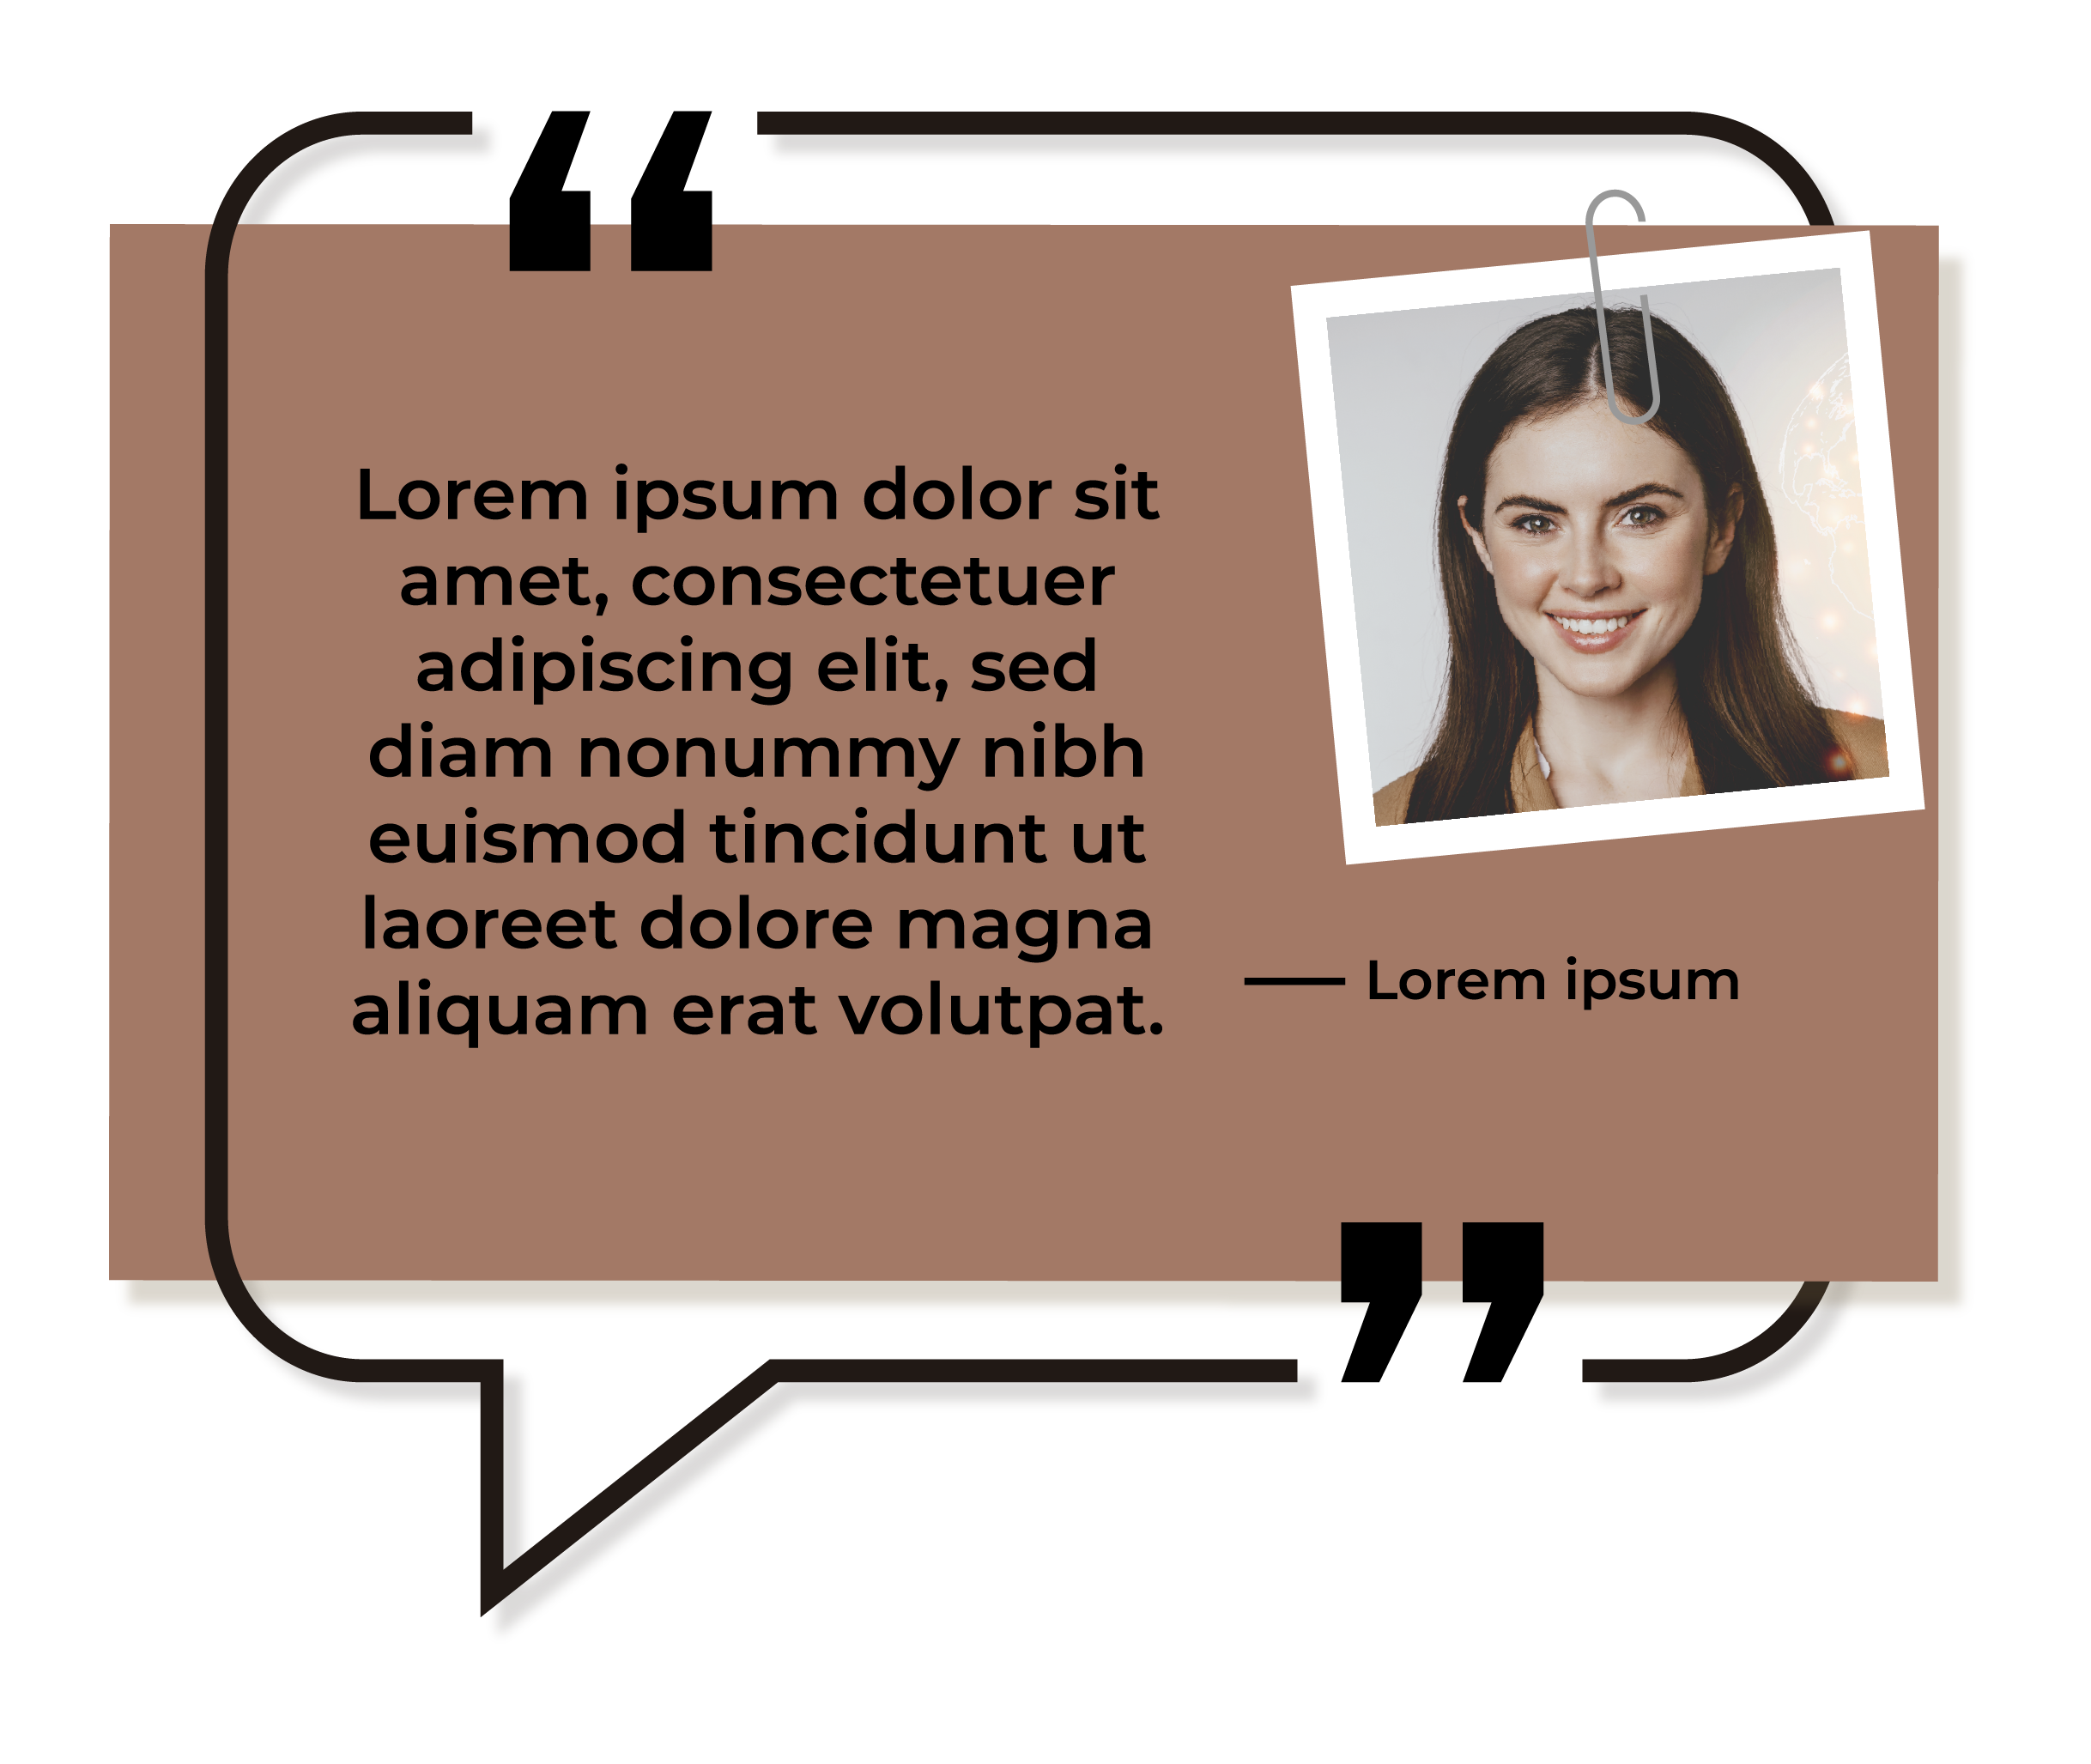 “
Lorem ipsum dolor sit
amet, consectetuer
adipiscing elit, sed
diam nonummy nibh
euismod tincidunt ut
laoreet dolore magna
aliquam erat volutpat.
— Lorem ipsum
”